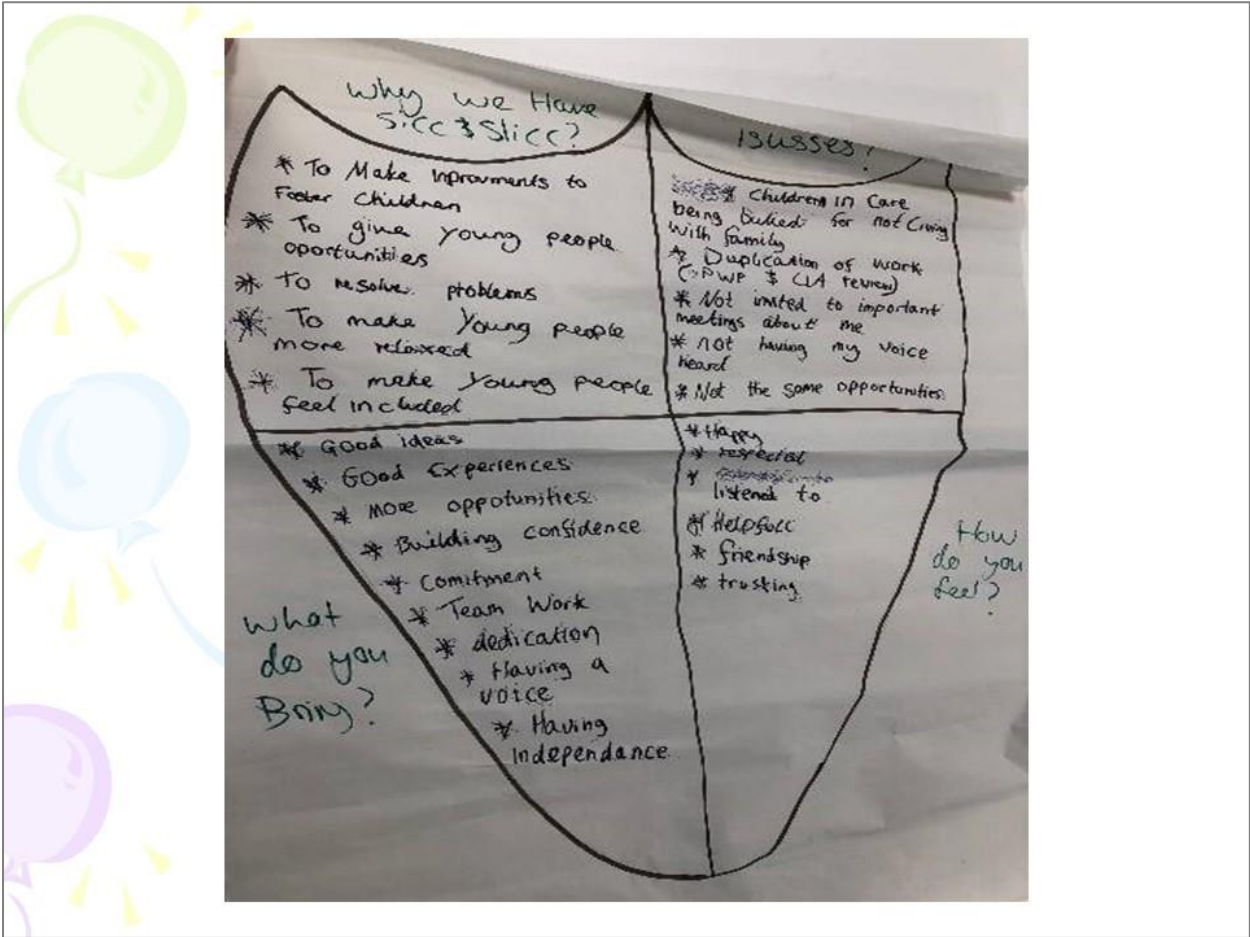 Why we Have
Sicc & Slicc?
* To Make Inprovments to
Foster Children
* To give young people
oportunities
* To resolve problems
* To make Young people
more relaxed
* To make Young people
feel included
Isusses?
* Children In Care
being bulied for not Living
With family
* Duplication of work
(PWP & CLA review)
* Not invited to important
meetings about me
* not having my voice
heard
* Not the same opportunities
* Good ideas
* Good Experiences
* More oppotunities
* Building confidence
* Comitment
* Team Work
* dedication
* Having a
voice
* Having
Independance
What
do you
Bring?
* Happy
* respected
*
listened to
* Helpfull
* friendship
* trusting
How
do you
feel?